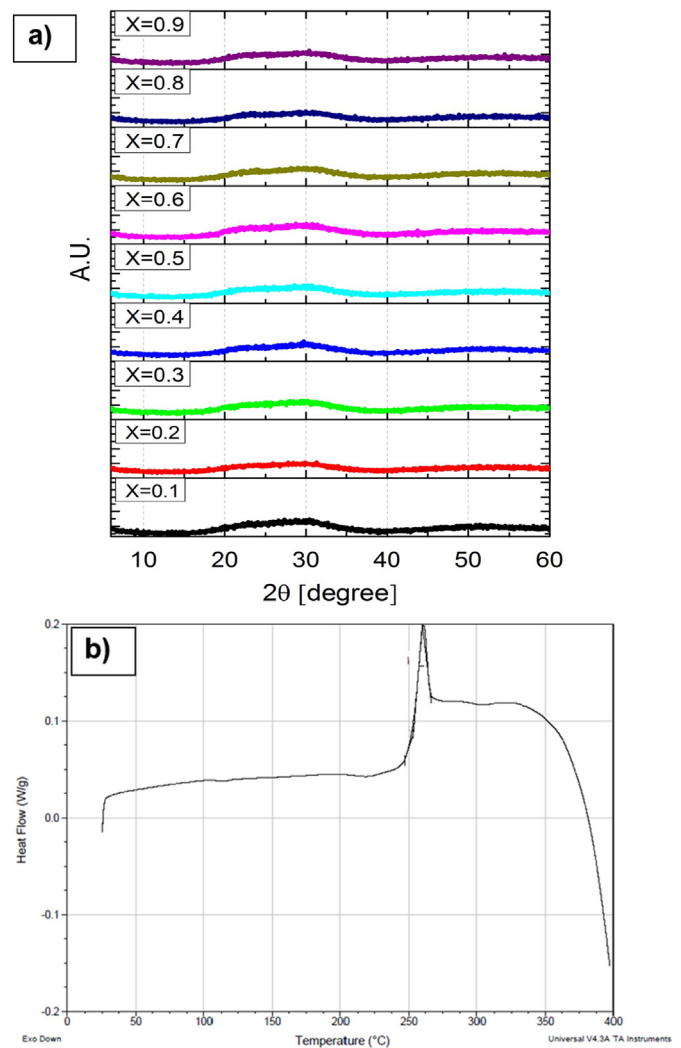 a)
X=0.9
X=0.8
X=0.7
X=0.6
X=0.5
X=0.4
X=0.3
X=0.2
X=0.1
A.U.
10 20 30 40 50 60
2θ [degree]
b)
0.2
0.1
0.0
-0.1
-0.2
Heat Flow (W/g)
0 50 100 150 200 250 300 350 400
Exo Down
Temperature (°C)
Universal V4.3A TA Instruments